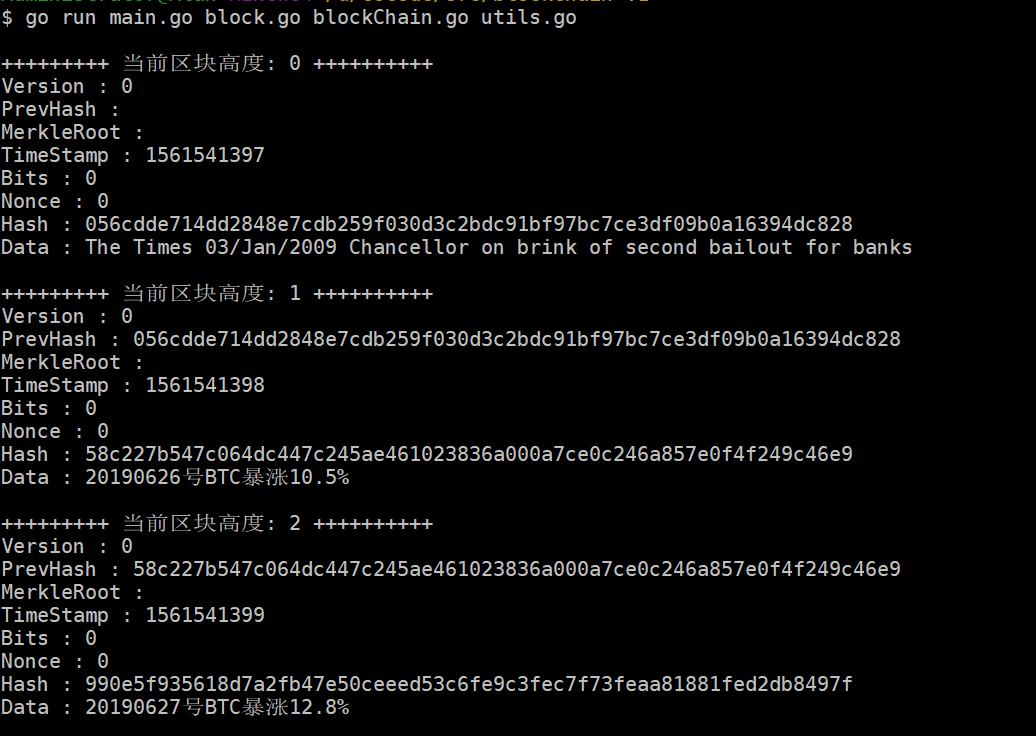 $ go run main.go block.go blockChain.go utils.go
+++++++++ 当前区块高度: 0 ++++++++++
Version : 0
PrevHash :
MerkleRoot :
TimeStamp : 1561541397
Bits : 0
Nonce : 0
Hash : 056cdde714dd2848e7cdb259f030d3c2bdc91bf97bc7ce3df09b0a16394dc828
Data : The Times 03/Jan/2009 Chancellor on brink of second bailout for banks
+++++++++ 当前区块高度: 1 ++++++++++
Version : 0
PrevHash : 056cdde714dd2848e7cdb259f030d3c2bdc91bf97bc7ce3df09b0a16394dc828
MerkleRoot :
TimeStamp : 1561541398
Bits : 0
Nonce : 0
Hash : 58c227b547c064dc447c245ae461023836a000a7ce0c246a857e0f4f249c46e9
Data : 20190626号BTC暴涨10.5%
+++++++++ 当前区块高度: 2 ++++++++++
Version : 0
PrevHash : 58c227b547c064dc447c245ae461023836a000a7ce0c246a857e0f4f249c46e9
MerkleRoot :
TimeStamp : 1561541399
Bits : 0
Nonce : 0
Hash : 990e5f935618d7a2fb47e50ceeed53c6fe9c3fec7f73feaa81881fed2db8497f
Data : 20190627号BTC暴涨12.8%